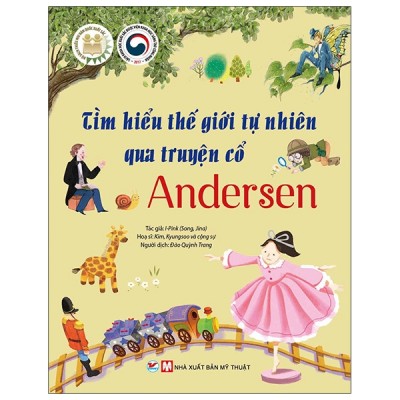 Tìm hiểu thế giới tự nhiên
qua truyện cổ
Andersen
Tác giả: I-Pink (Song, Jina)
Hoạ sĩ: Kim, Kyungsoo và cộng sự
Người dịch: Đào Quỳnh Trang
NHÀ XUẤT BẢN MỸ THUẬT